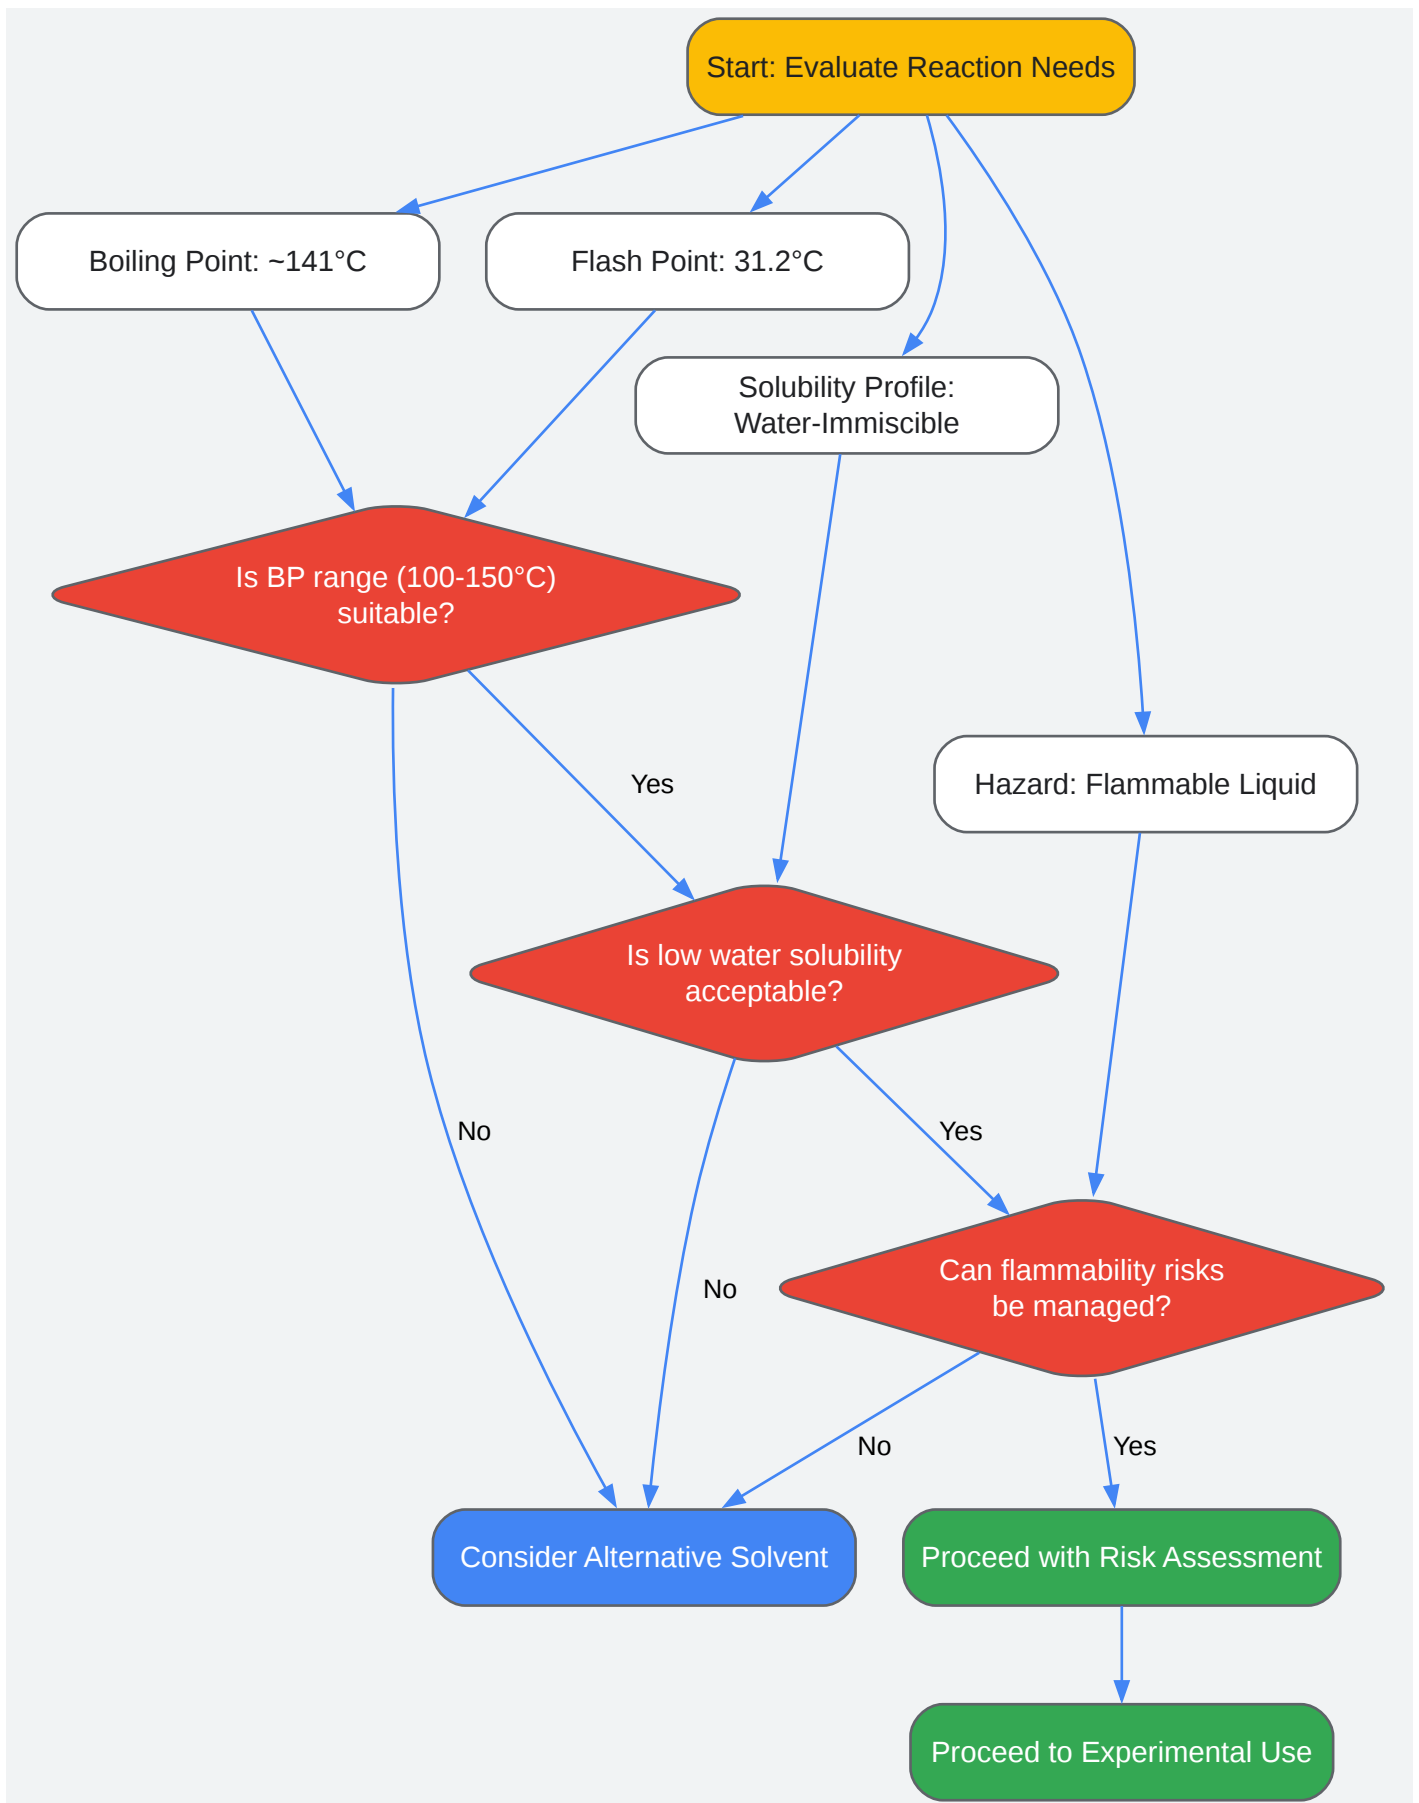 Start: Evaluate Reaction Needs
Boiling Point: ~141°C
Flash Point: 31.2°C
Solubility Profile:
Water-Immiscible
Is BP range (100-150°C)
suitable?
Yes
Hazard: Flammable Liquid
Is low water solubility
acceptable?
No
Yes
No
Can flammability risks
be managed?
No
Yes
Consider Alternative Solvent
Proceed with Risk Assessment
Proceed to Experimental Use